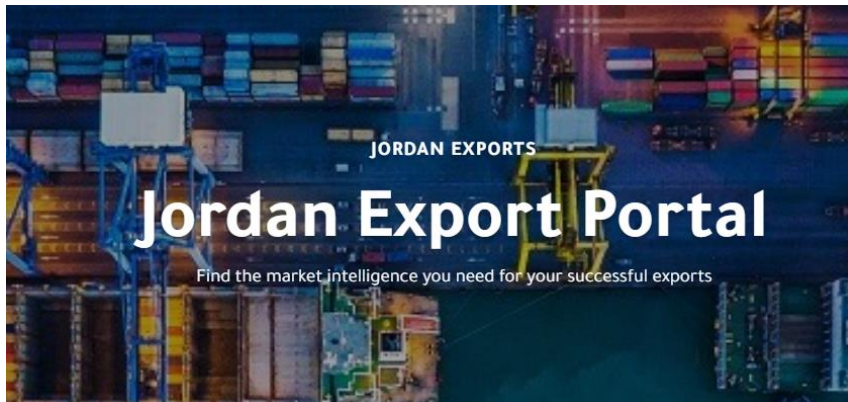 JORDAN EXPORTS
Jordan Export Portal
Find the market intelligence you need for your successful exports